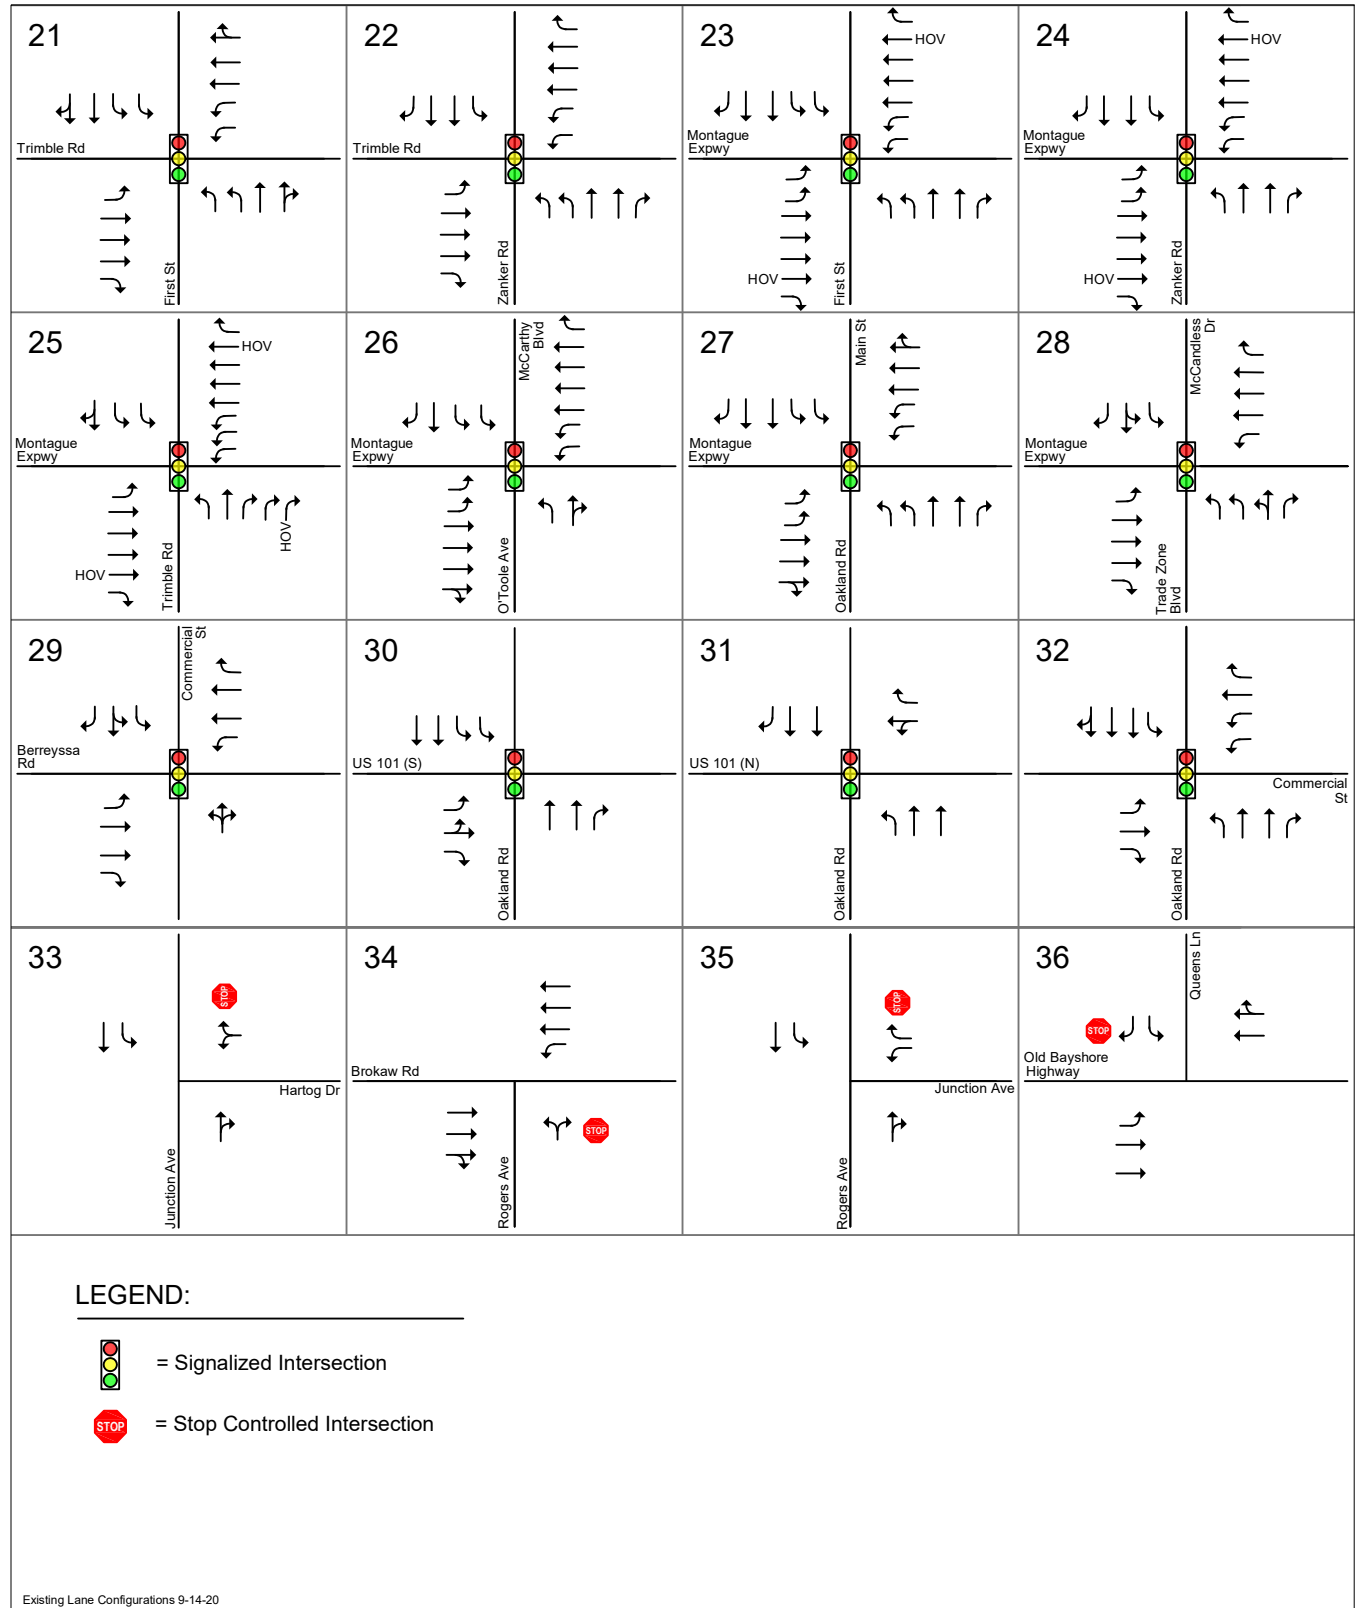 21
Trimble Rd
First St
22
Trimble Rd
Zanker Rd
23
HOV
Montague
Expwy
HOV
First St
24
HOV
Montague
Expwy
HOV
Zanker Rd
25
HOV
Montague
Expwy
HOV
HOV
Trimble Rd
26
McCarthy
Blvd
Montague
Expwy
O'Toole Ave
27
Main St
Montague
Expwy
Oakland Rd
28
McCandless
Dr
Montague
Expwy
Trade Zone
Blvd
29
Commercial
St
Berreyssa
Rd
30
US 101 (S)
Oakland Rd
31
US 101 (N)
Oakland Rd
32
Commercial
St
Oakland Rd
33
STOP
Hartog Dr
Junction Ave
34
Brokaw Rd
STOP
Rogers Ave
35
STOP
Junction Ave
Rogers Ave
36
Queens Ln
STOP
Old Bayshore
Highway
LEGEND:
= Signalized Intersection
STOP
= Stop Controlled Intersection
Existing Lane Configurations 9-14-20